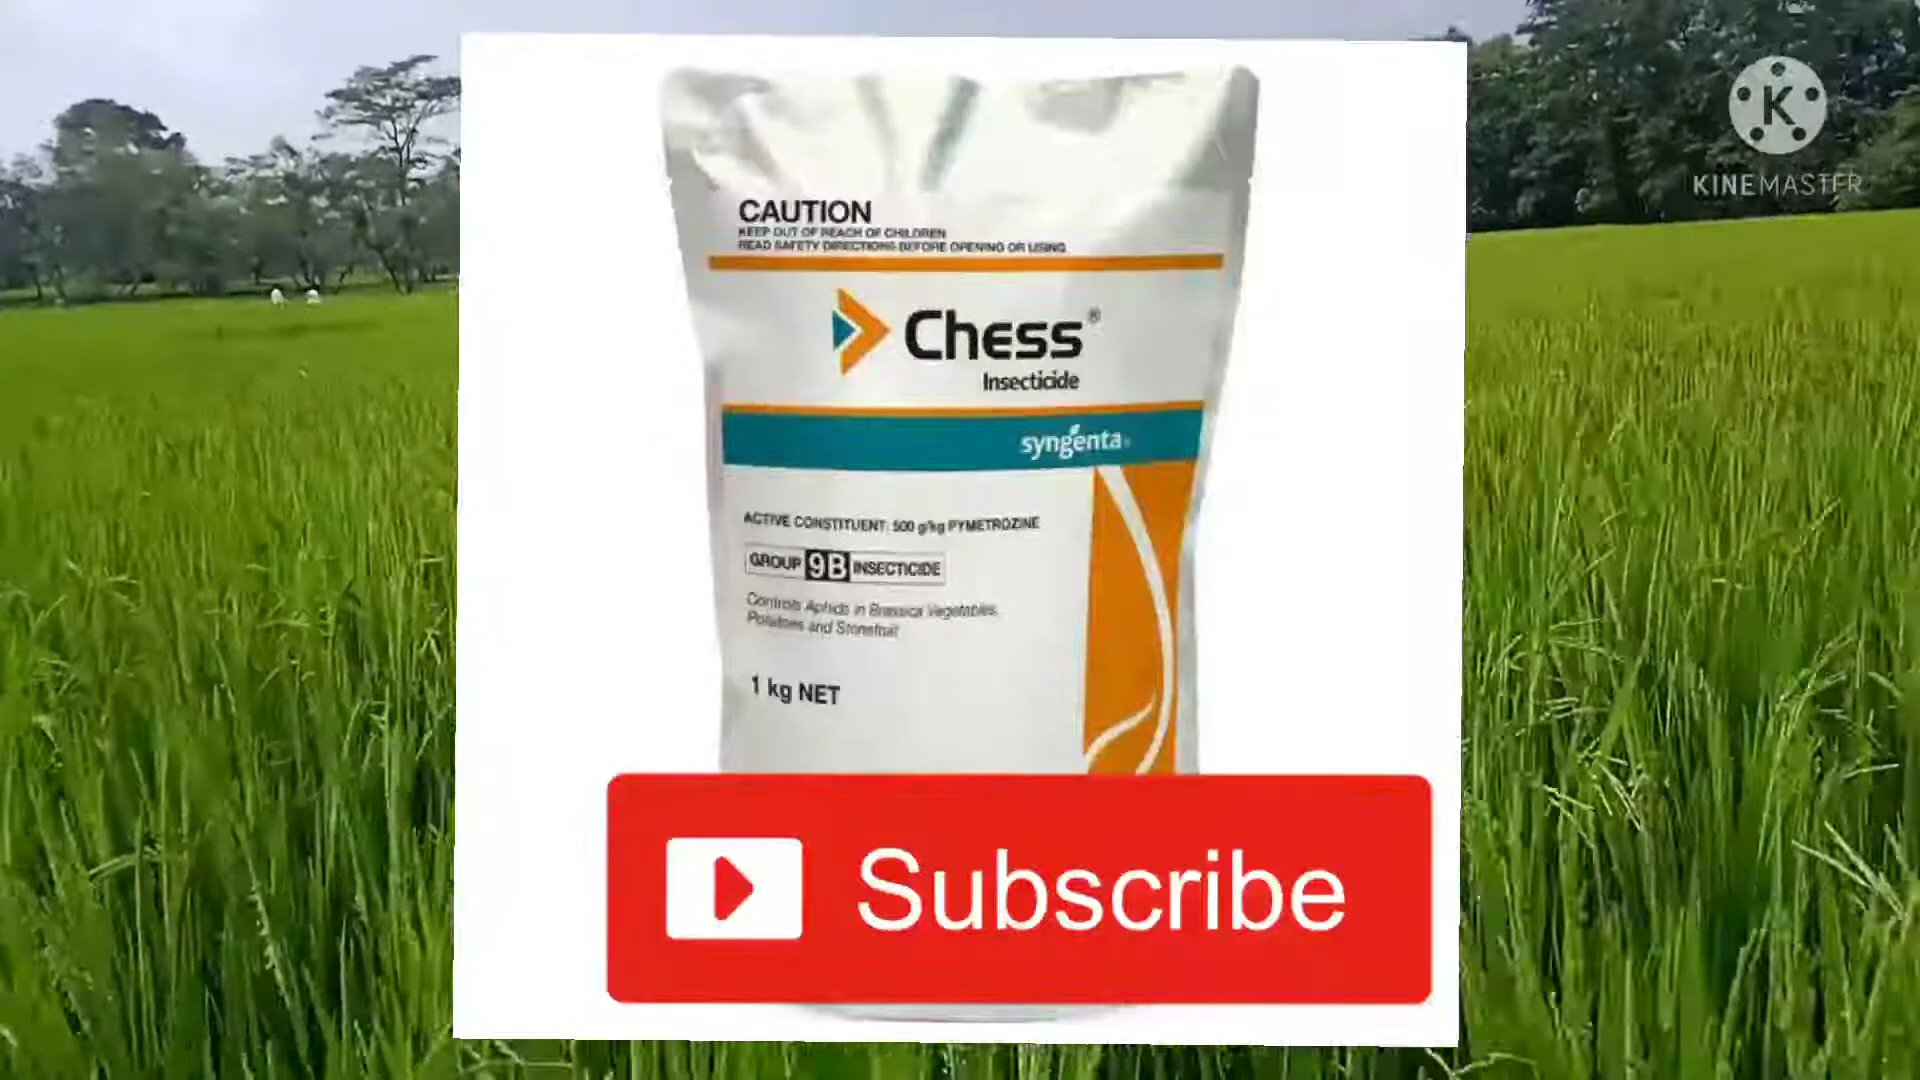 CAUTION
KEEP OUT OF REACH OF CHILDREN
READ SAFETY DIRECTIONS BEFORE OPENING OR USING
Chess®
Insecticide
syngenta
ACTIVE CONSTITUENT: 500 g/kg PYMETROZINE
GROUP 9B INSECTICIDE
Controls Aphids in Brassica Vegetables,
Potatoes and Stonefruit
1 kg NET
Subscribe
K
KINEMASTER